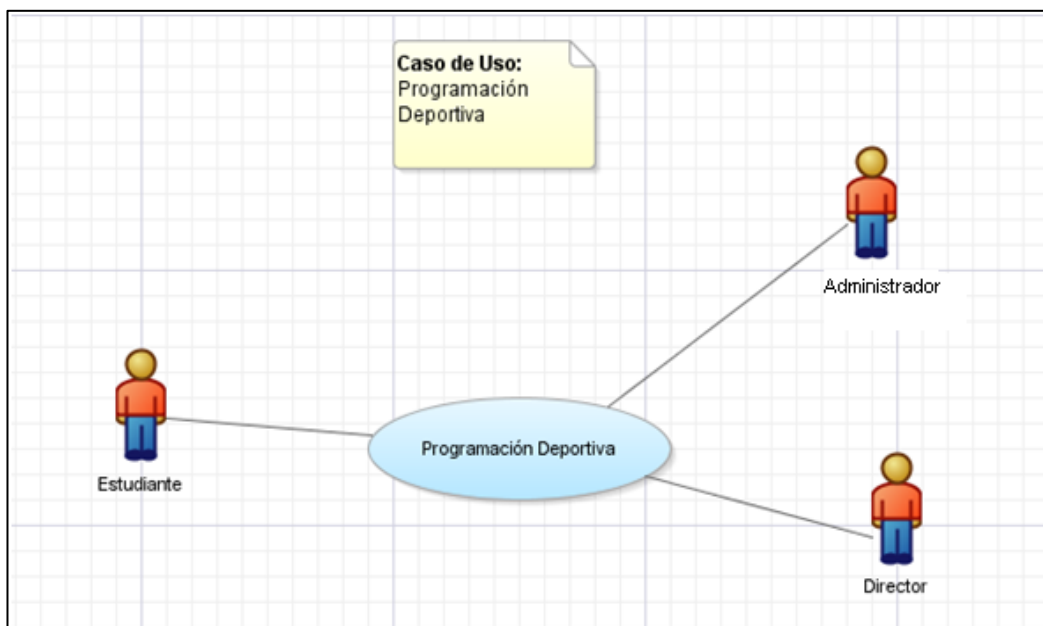 Caso de Uso:
Programación
Deportiva
Administrador
Estudiante
Programación Deportiva
Director